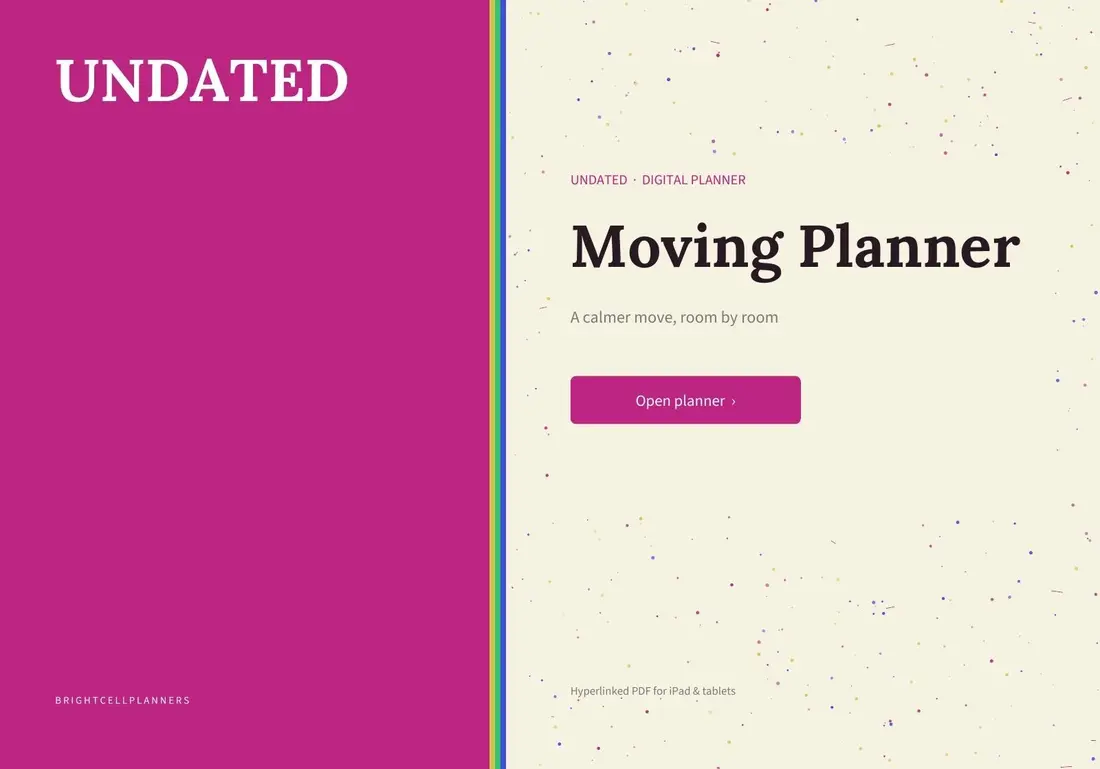 UNDATED
BRIGHTCELLPLANNERS
UNDATED · DIGITAL PLANNER
Moving Planner
A calmer move, room by room
Open planner ›
Hyperlinked PDF for iPad & tablets